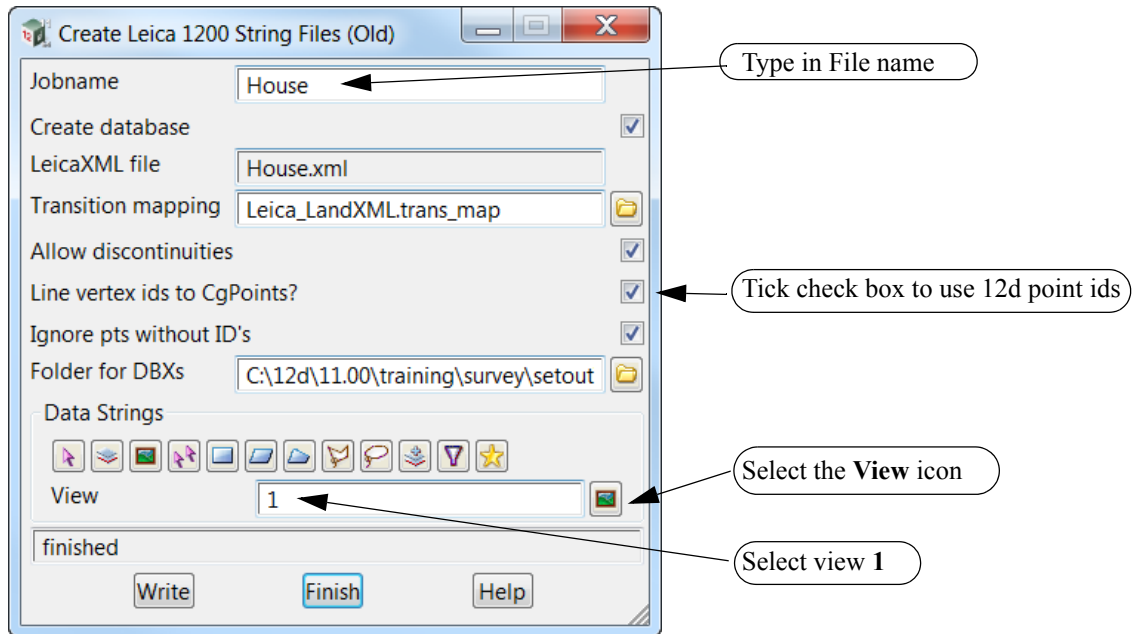 Create Leica 1200 String Files (Old)
Type in File name
Jobname House
Create database
LeicaXML file House.xml
Transition mapping Leica_LandXML.trans_map
Allow discontinuities
Line vertex ids to CgPoints?
Tick check box to use 12d point ids
Ignore pts without ID's
Folder for DBXs C:\12d\11.00\training\survey\setout
Data Strings
Select the View icon
View 1
finished
Select view 1
Write Finish Help